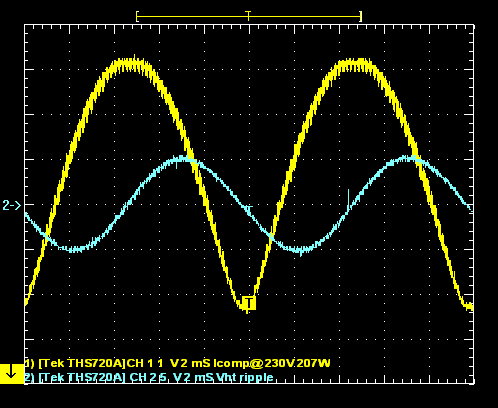 T
2->
T
1) [Tek THS720A]CH 1 1 V 2 mS Icomp@230V207W
2) [Tek THS720A] CH 2 5, V 2 mS Vht ripple